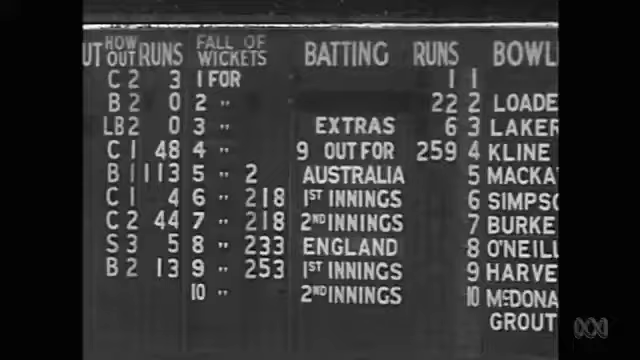 UT HOW OUT RUNS FALL OF WICKETS BATTING RUNS BOWL
C 2 3 1 FOR 1 1
B 2 0 2 " 22 2 LOADE
LB 2 0 3 " EXTRAS 6 3 LAKER
C 1 48 4 " 9 OUT FOR 259 4 KLINE
B 1 113 5 " 2 AUSTRALIA 5 MACKA
C 1 4 6 " 218 1ST INNINGS 6 SIMPS
C 2 44 7 " 218 2ND INNINGS 7 BURKE
S 3 5 8 " 233 ENGLAND 8 O'NEILL
B 2 13 9 " 253 1ST INNINGS 9 HARVE
10 " 2ND INNINGS 10 McDONA
GROUT